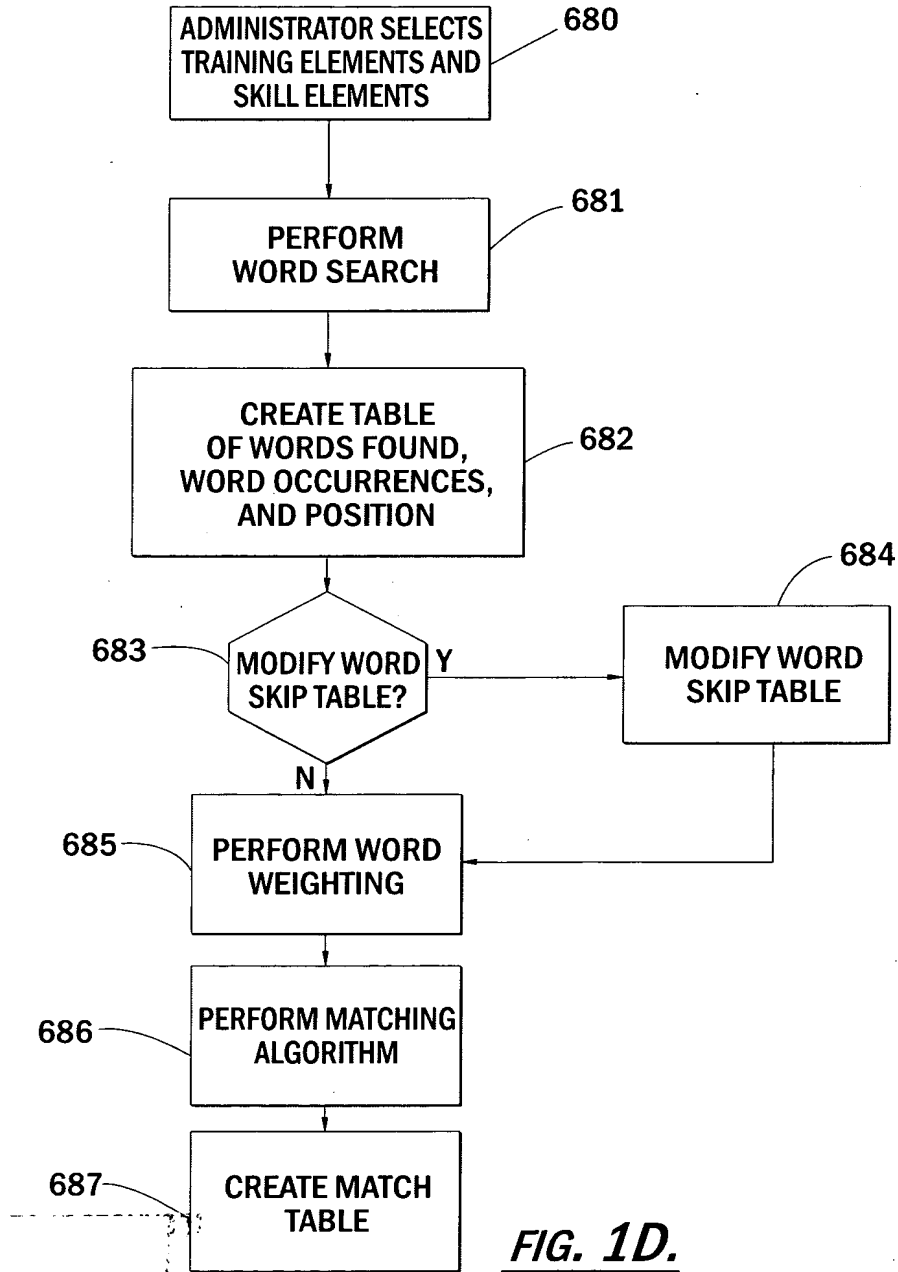 ADMINISTRATOR SELECTS
TRAINING ELEMENTS AND
SKILL ELEMENTS
680
PERFORM
WORD SEARCH
681
CREATE TABLE
OF WORDS FOUND,
WORD OCCURRENCES,
AND POSITION
682
683
MODIFY WORD
SKIP TABLE?
Y
N
684
MODIFY WORD
SKIP TABLE
685
PERFORM WORD
WEIGHTING
686
PERFORM MATCHING
ALGORITHM
687
CREATE MATCH
TABLE
FIG. 1D.